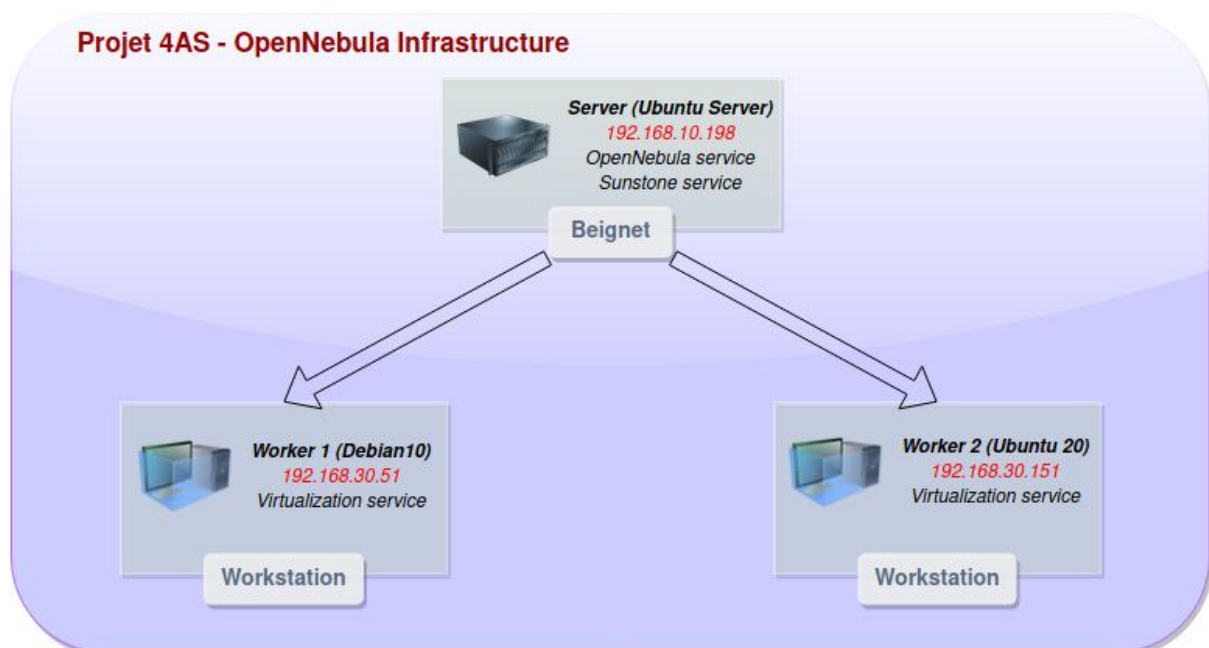 Projet 4AS - OpenNebula Infrastructure
Server (Ubuntu Server)
192.168.10.198
OpenNebula service
Sunstone service
Beignet
Worker 1 (Debian10)
192.168.30.51
Virtualization service
Workstation
Worker 2 (Ubuntu 20)
192.168.30.151
Virtualization service
Workstation